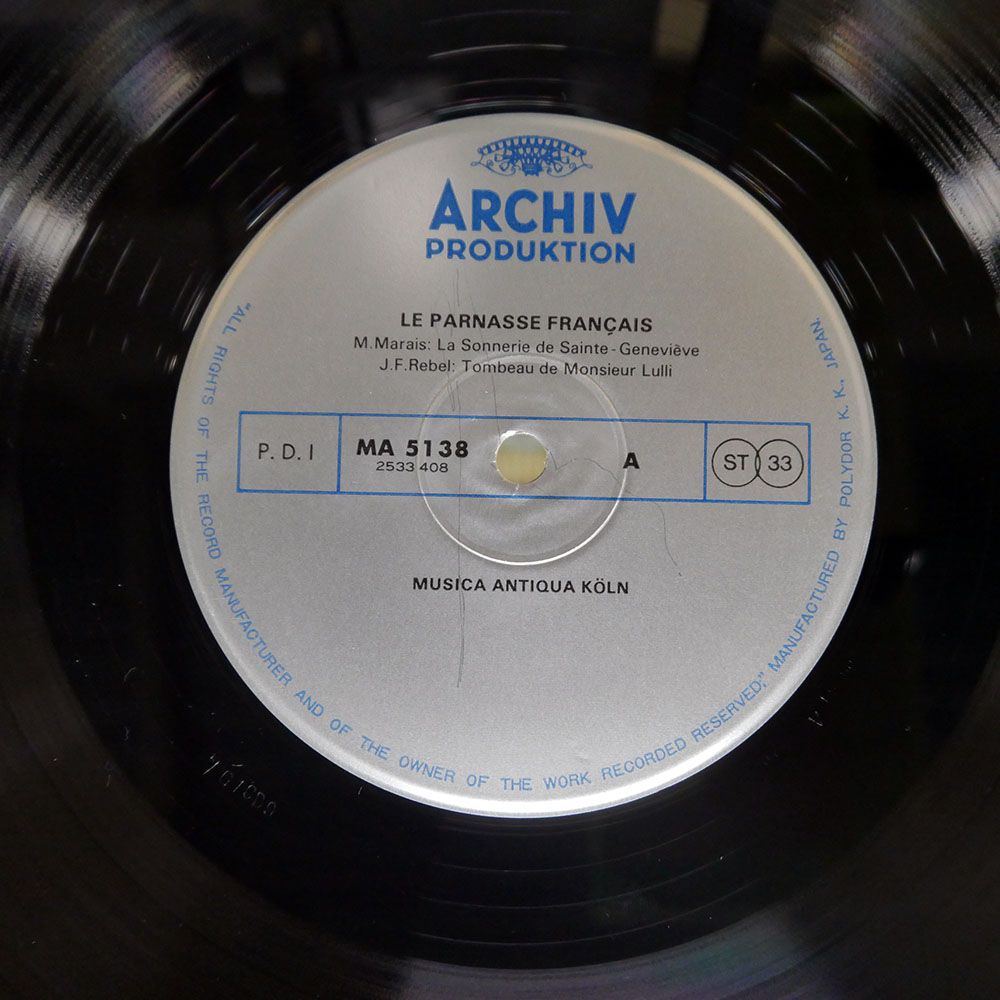 ARCHIV
PRODUKTION
LE PARNASSE FRANÇAIS
M.Marais: La Sonnerie de Sainte-Geneviève
J.F.Rebel: Tombeau de Monsieur Lulli
P.D.I
MA 5138
2533 408
A
ST 33
MUSICA ANTIQUA KÖLN
"ALL RIGHTS OF THE RECORD MANUFACTURER AND OF THE OWNER OF THE WORK RECORDED RESERVED;" MANUFACTURED BY POLYDOR K.K., JAPAN.